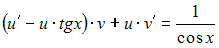 (u′ - u · tgx) · v + u · v′ = 1/cos x